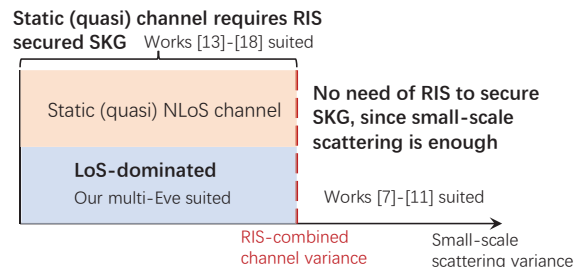 Static (quasi) channel requires RIS
secured SKG Works [13]-[18] suited
Static (quasi) NLoS channel
No need of RIS to secure
SKG, since small-scale
scattering is enough
LoS-dominated
Our multi-Eve suited
Works [7]-[11] suited
RIS-combined
channel variance
Small-scale
scattering variance